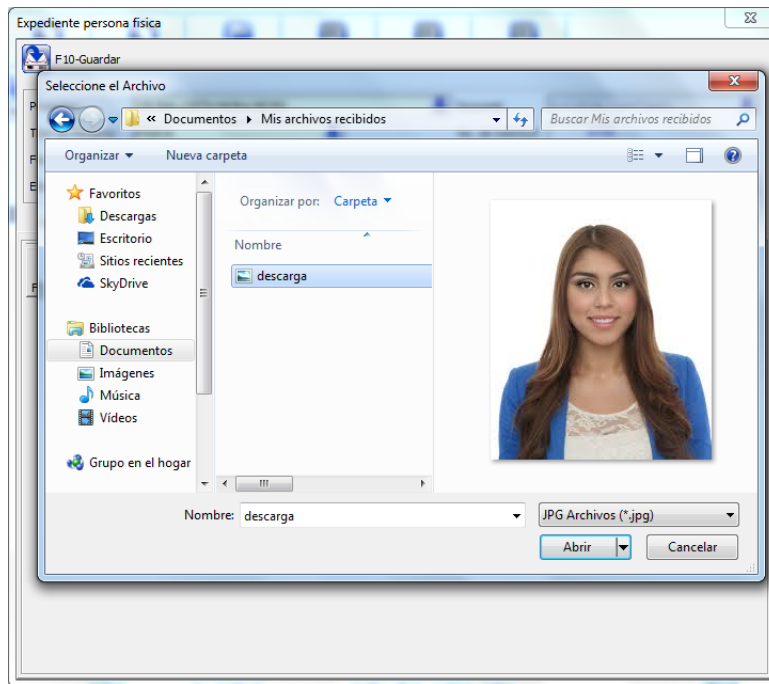 Expediente persona fisica
F10-Guardar
Seleccione el Archivo
« Documentos Mis archivos recibidos
Buscar Mis archivos recibidos
Organizar Nueva carpeta
Favoritos
Descargas
Escritorio
Sitios recientes
SkyDrive
Bibliotecas
Documentos
Imágenes
Música
Vídeos
Grupo en el hogar
Organizar por: Carpeta
Nombre
descarga
Nombre: descarga
JPG Archivos (*.jpg)
Abrir Cancelar